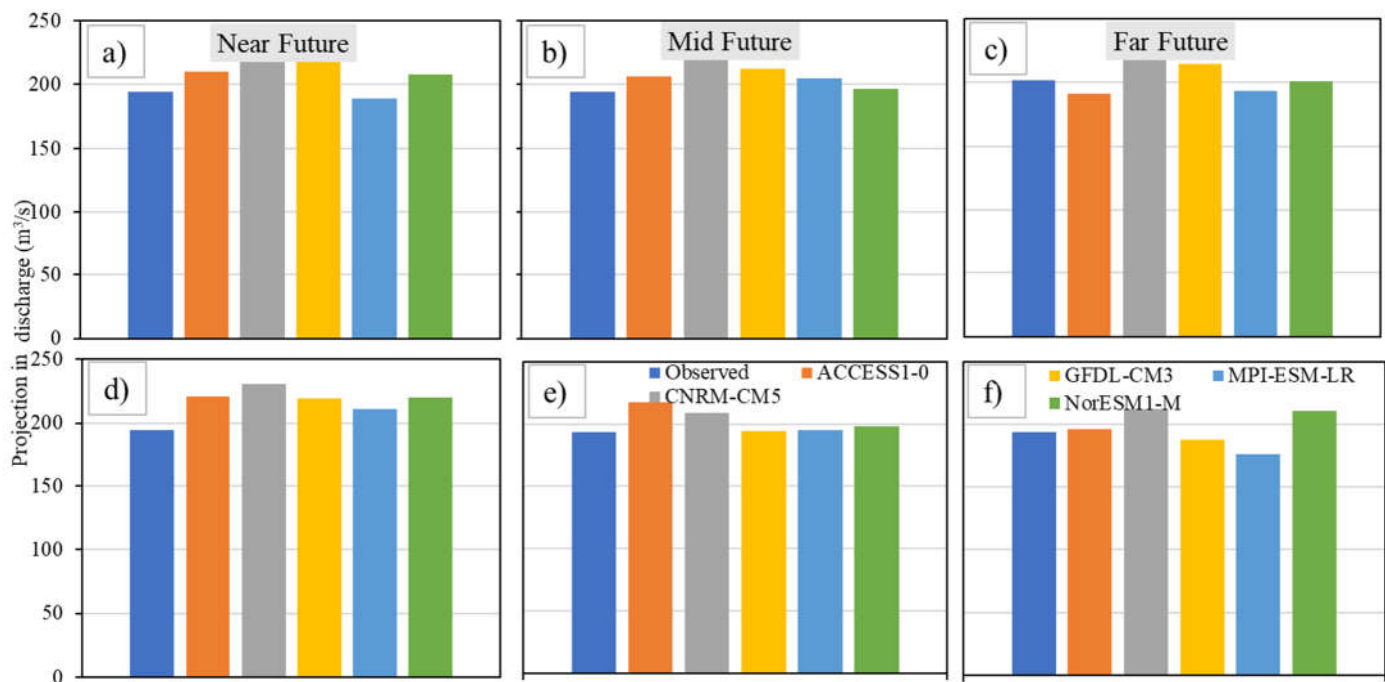 250
200
150
100
50
0
a)
Near Future
b)
Mid Future
c)
Far Future
Projection in discharge (m³/s)
250
200
150
100
50
0
d)
e)
Observed
ACCESS1-0
CNRM-CM5
f)
GFDL-CM3
MPI-ESM-LR
NorESM1-M